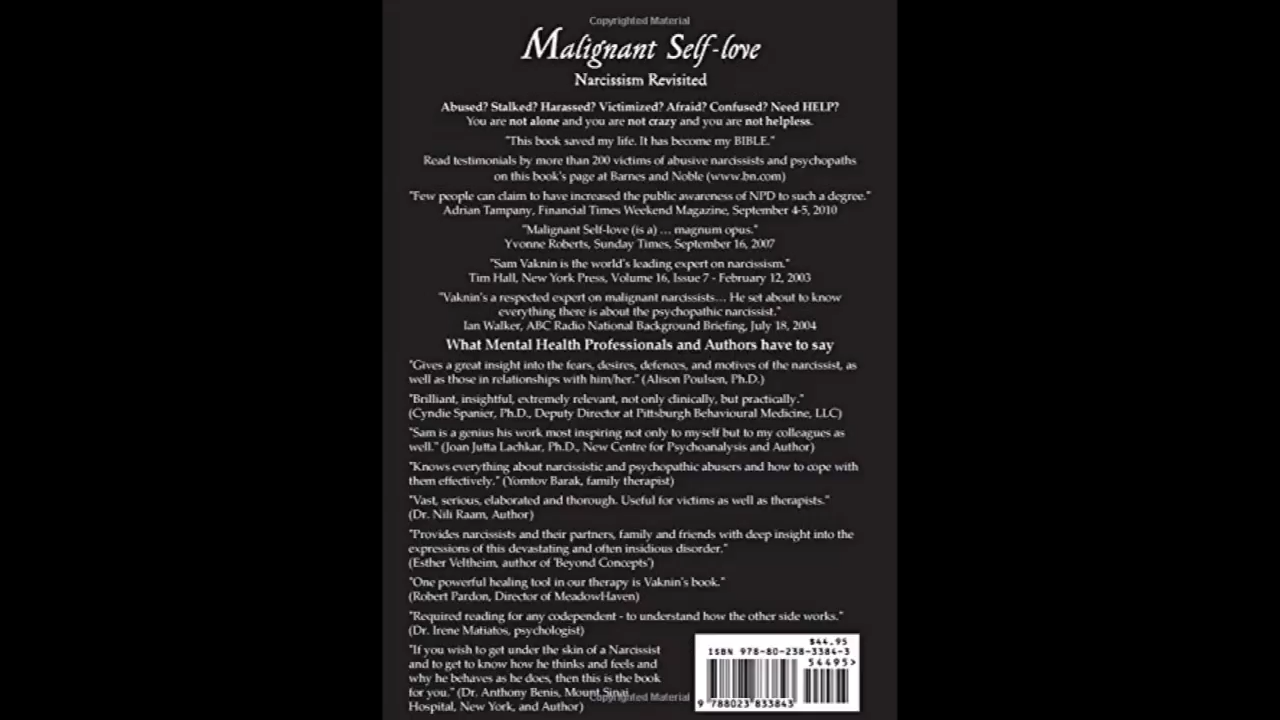 Copyrighted Material
Malignant Self-love
Narcissism Revisited
Abused? Stalked? Harassed? Victimized? Afraid? Confused? Need HELP?
You are not alone and you are not crazy and you are not helpless.
"This book saved my life. It has become my BIBLE."
Read testimonials by more than 200 victims of abusive narcissists and psychopaths
on this book's page at Barnes and Noble (www.bn.com)
"Few people can claim to have increased the public awareness of NPD to such a degree."
Adrian Tampany, Financial Times Weekend Magazine, September 4-5, 2010
"Malignant Self-love (is a) ... magnum opus."
Yvonne Roberts, Sunday Times, September 16, 2007
"Sam Vaknin is the world's leading expert on narcissism."
Tim Hall, New York Press, Volume 16, Issue 7 - February 12, 2003
"Vaknin's a respected expert on malignant narcissists... He set about to know
everything there is about the psychopathic narcissist."
Ian Walker, ABC Radio National Background Briefing, July 18, 2004
What Mental Health Professionals and Authors have to say
"Gives a great insight into the fears, desires, defences, and motives of the narcissist, as
well as those in relationships with him/her." (Alison Poulsen, Ph.D.)
"Brilliant, insightful, extremely relevant, not only clinically, but practically."
(Cyndie Spanier, Ph.D., Deputy Director at Pittsburgh Behavioural Medicine, LLC)
"Sam is a genius his work most inspiring not only to myself but to my colleagues as
well." (Joan Jutta Lachkar, Ph.D., New Centre for Psychoanalysis and Author)
"Knows everything about narcissistic and psychopathic abusers and how to cope with
them effectively." (Yomtov Barak, family therapist)
"Vast, serious, elaborated and thorough. Useful for victims as well as therapists."
(Dr. Nili Raam, Author)
"Provides narcissists and their partners, family and friends with deep insight into the
expressions of this devastating and often insidious disorder."
(Esther Veltheim, author of 'Beyond Concepts')
"One powerful healing tool in our therapy is Vaknin's book."
(Robert Pardon, Director of MeadowHaven)
"Required reading for any codependent - to understand how the other side works."
(Dr. Irene Matiatos, psychologist)
"If you wish to get under the skin of a Narcissist
and to get to know how he thinks and feels and
why he behaves as he does, then this is the book
for you." (Dr. Anthony Benis, Mount Sinai
Hospital, New York, and Author)
Copyrighted Material
$44.95
ISBN 978-80-238-3384-3
54495>
9 788023 833843